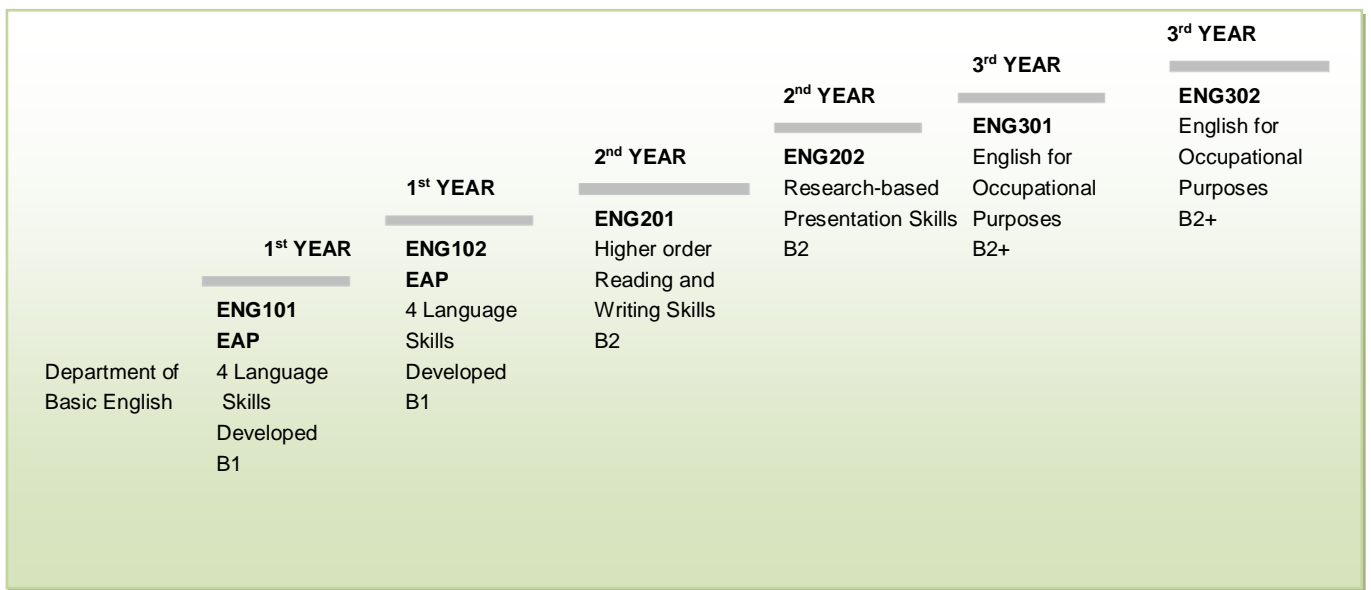 Department of
Basic English
1st YEAR
ENG101
EAP
4 Language
Skills
Developed
B1
1st YEAR
ENG102
EAP
4 Language
Skills
Developed
B1
2nd YEAR
ENG201
Higher order
Reading and
Writing Skills
B2
2nd YEAR
ENG202
Research-based
Presentation Skills
B2
3rd YEAR
ENG301
English for
Occupational
Purposes
B2+
3rd YEAR
ENG302
English for
Occupational
Purposes
B2+